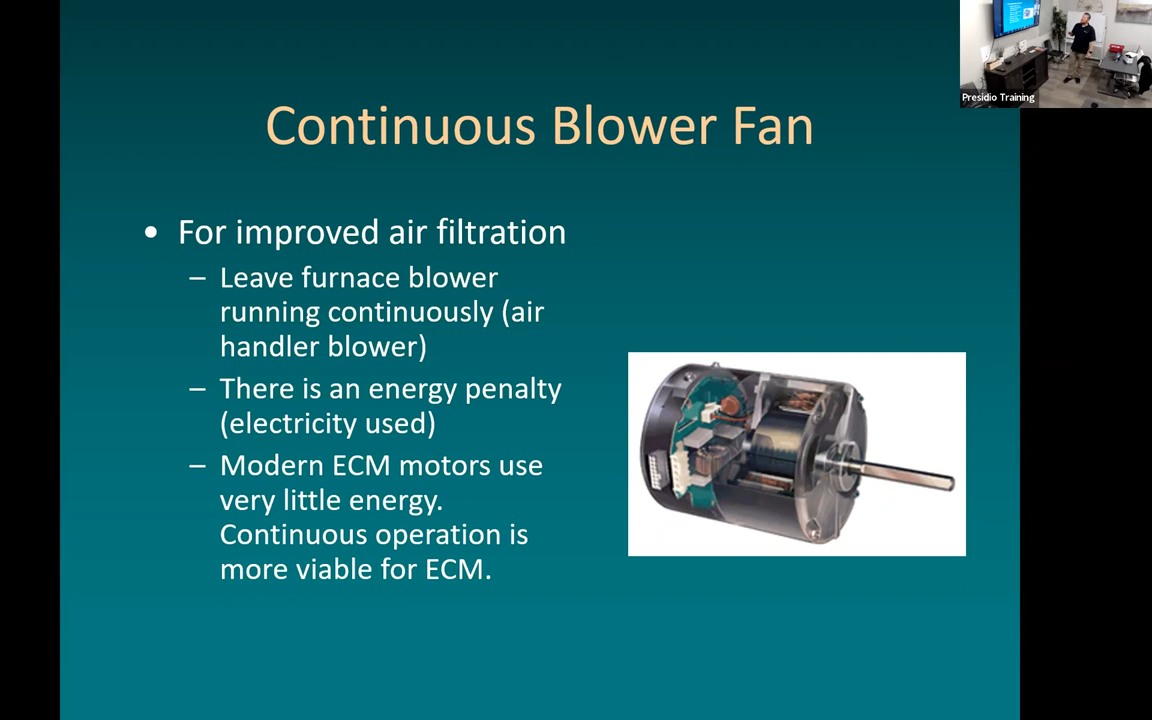 Continuous Blower Fan
• For improved air filtration
– Leave furnace blower
running continuously (air
handler blower)
– There is an energy penalty
(electricity used)
– Modern ECM motors use
very little energy.
Continuous operation is
more viable for ECM.
Presidio Training